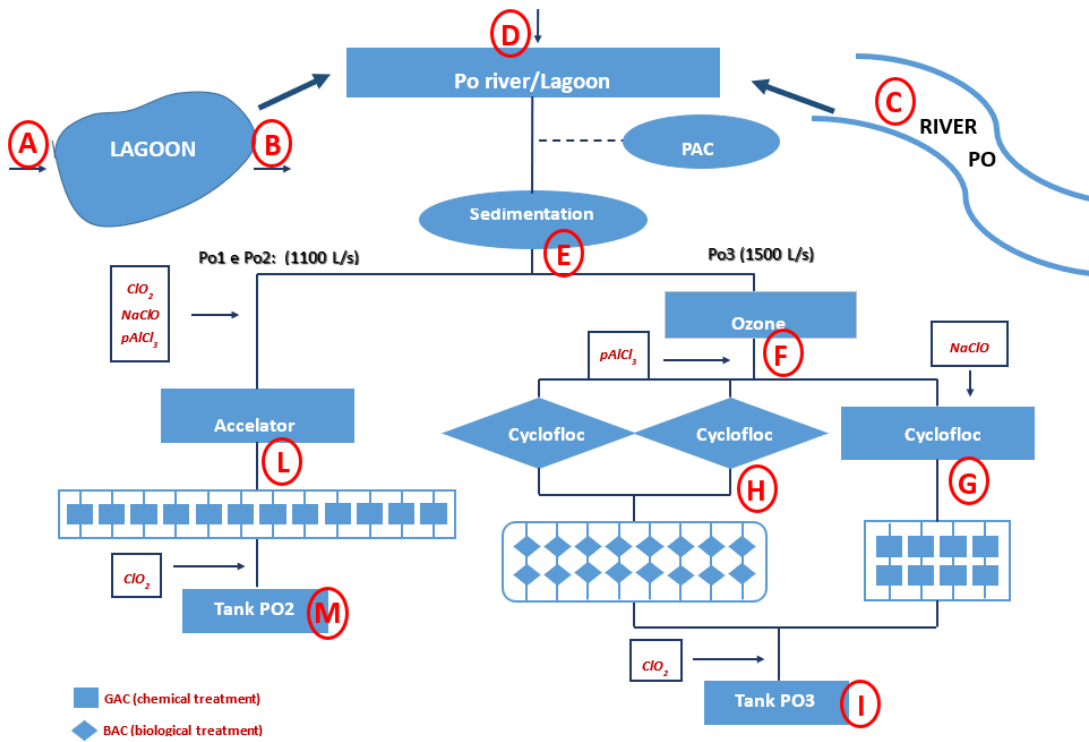 D
Po river/Lagoon
C
RIVER
PO
A
LAGOON
B
PAC
Sedimentation
E
Po1 e Po2:  (1100 L/s)
Po3 (1500 L/s)
ClO₂
NaClO
pAlCl₃
Ozone
F
pAlCl₃
NaClO
Accelator
Cyclofloc
Cyclofloc
Cyclofloc
L
H
G
ClO₂
Tank PO2
M
ClO₂
Tank PO3
I
GAC (chemical treatment)
BAC (biological treatment)